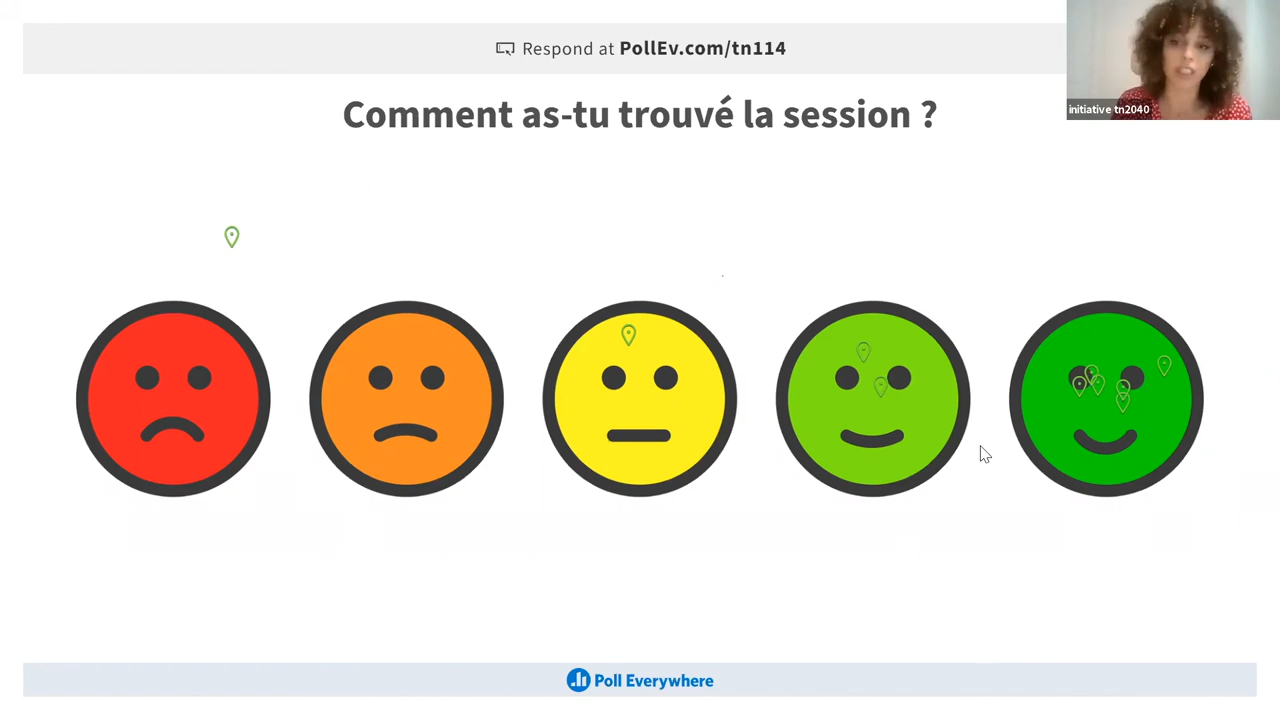 Respond at PollEv.com/tn114
initiative tn2040
Comment as-tu trouvé la session ?
Poll Everywhere